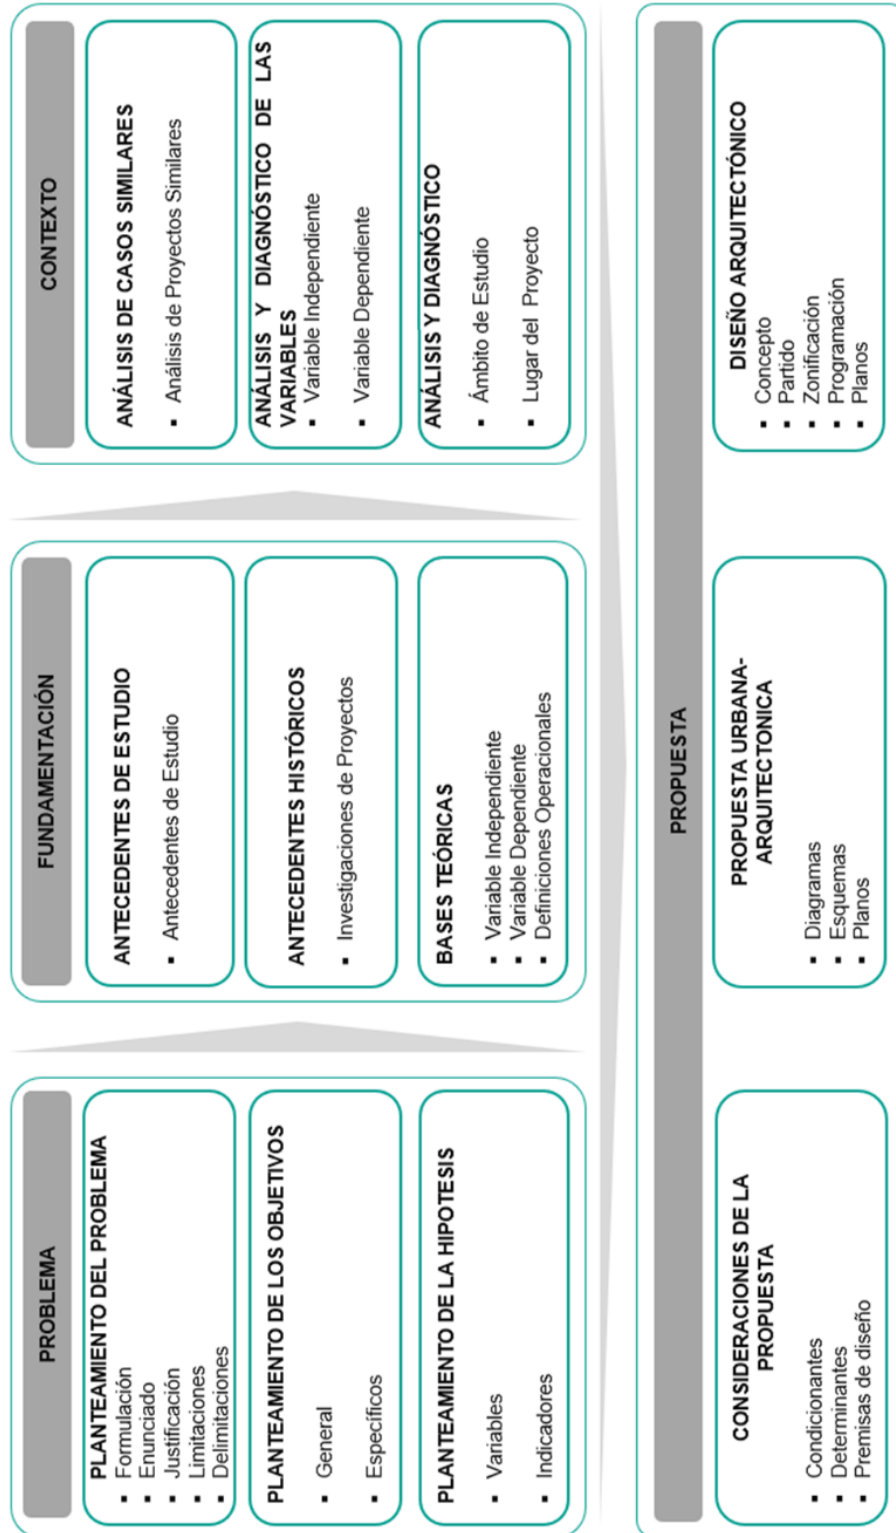 PROBLEMA
PLANTEAMIENTO DEL PROBLEMA
▪ Formulación
▪ Enunciado
▪ Justificación
▪ Limitaciones
▪ Delimitaciones
PLANTEAMIENTO DE LOS OBJETIVOS
▪ General
▪ Específicos
PLANTEAMIENTO DE LA HIPOTESIS
▪ Variables
▪ Indicadores
FUNDAMENTACIÓN
ANTECEDENTES DE ESTUDIO
▪ Antecedentes de Estudio
ANTECEDENTES HISTÓRICOS
▪ Investigaciones de Proyectos
BASES TEÓRICAS
▪ Variable Independiente
▪ Variable Dependiente
▪ Definiciones Operacionales
CONTEXTO
ANÁLISIS DE CASOS SIMILARES
▪ Análisis de Proyectos Similares
ANÁLISIS Y DIAGNÓSTICO DE LAS
VARIABLES
▪ Variable Independiente
▪ Variable Dependiente
ANÁLISIS Y DIAGNÓSTICO
▪ Ámbito de Estudio
▪ Lugar del Proyecto
PROPUESTA
CONSIDERACIONES DE LA
PROPUESTA
▪ Condicionantes
▪ Determinantes
▪ Premisas de diseño
PROPUESTA URBANA-
ARQUITECTONICA
▪ Diagramas
▪ Esquemas
▪ Planos
DISEÑO ARQUITECTÓNICO
▪ Concepto
▪ Partido
▪ Zonificación
▪ Programación
▪ Planos